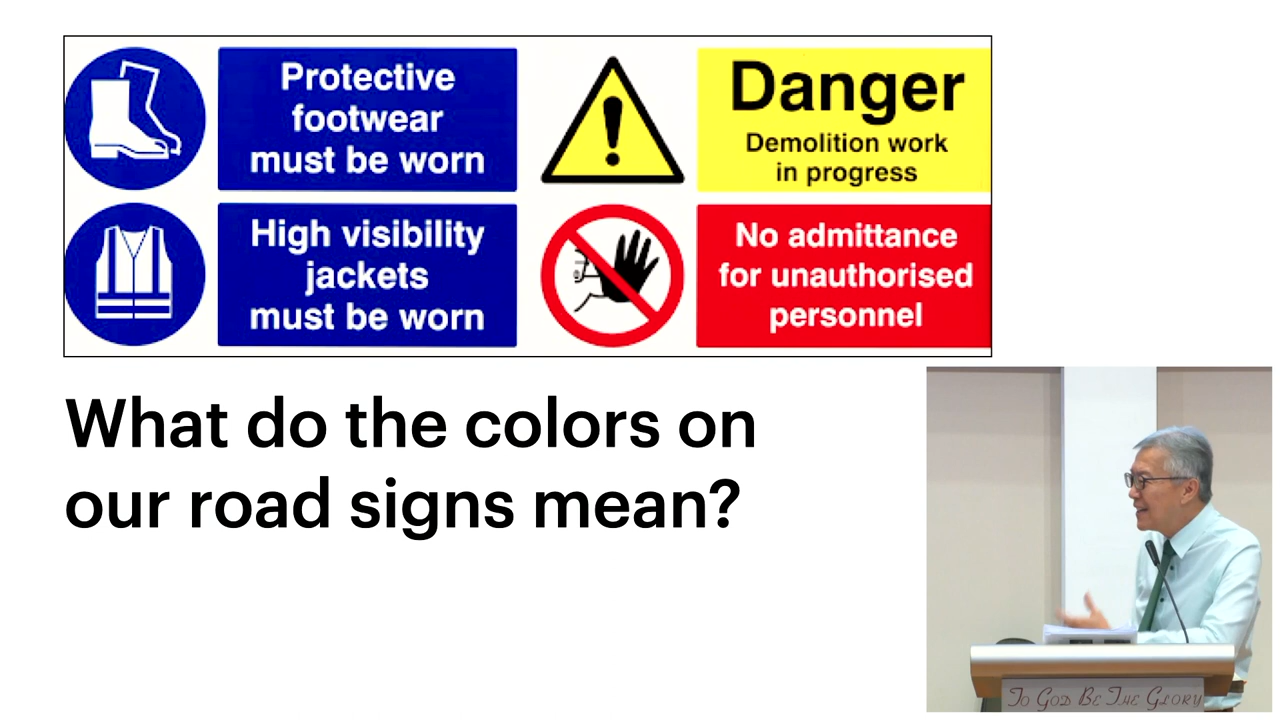 Protective
footwear
must be worn
Danger
Demolition work
in progress
High visibility
jackets
must be worn
No admittance
for unauthorised
personnel
What do the colors on
our road signs mean?
To God Be The Glory